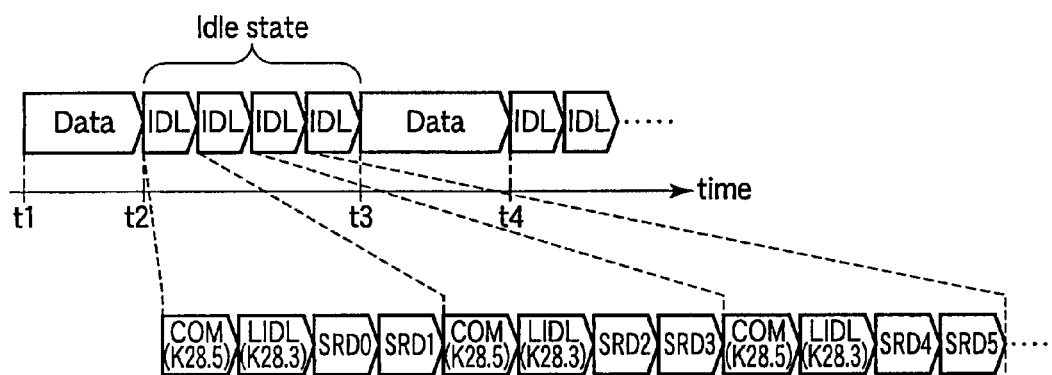 Idle state
Data IDL IDL IDL IDL Data IDL IDL .....
time
t1 t2 t3 t4
COM (K28.5) LIDL (K28.3) SRD0 SRD1 COM (K28.5) LIDL (K28.3) SRD2 SRD3 COM (K28.5) LIDL (K28.3) SRD4 SRD5 ....